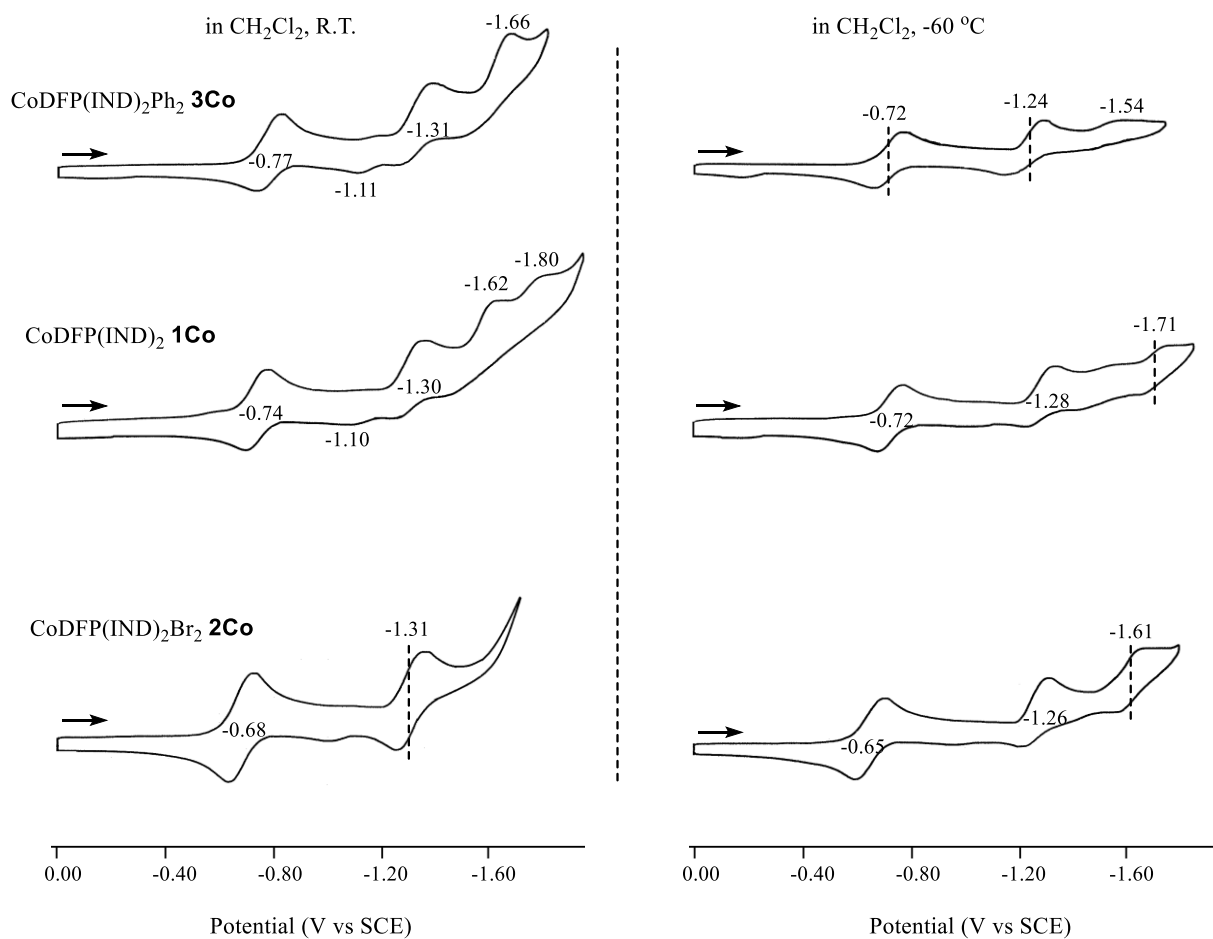 in CH₂Cl₂, R.T.
-1.66
CoDFP(IND)₂Ph₂ 3Co
-0.77
-1.31
-1.11
-1.80
-1.62
CoDFP(IND)₂ 1Co
-1.30
-0.74
-1.10
CoDFP(IND)₂Br₂ 2Co
-1.31
-0.68
0.00 -0.40 -0.80 -1.20 -1.60
Potential (V vs SCE)
in CH₂Cl₂, -60 °C
-0.72
-1.24
-1.54
-1.71
-1.28
-0.72
-1.61
-1.26
-0.65
0.00 -0.40 -0.80 -1.20 -1.60
Potential (V vs SCE)